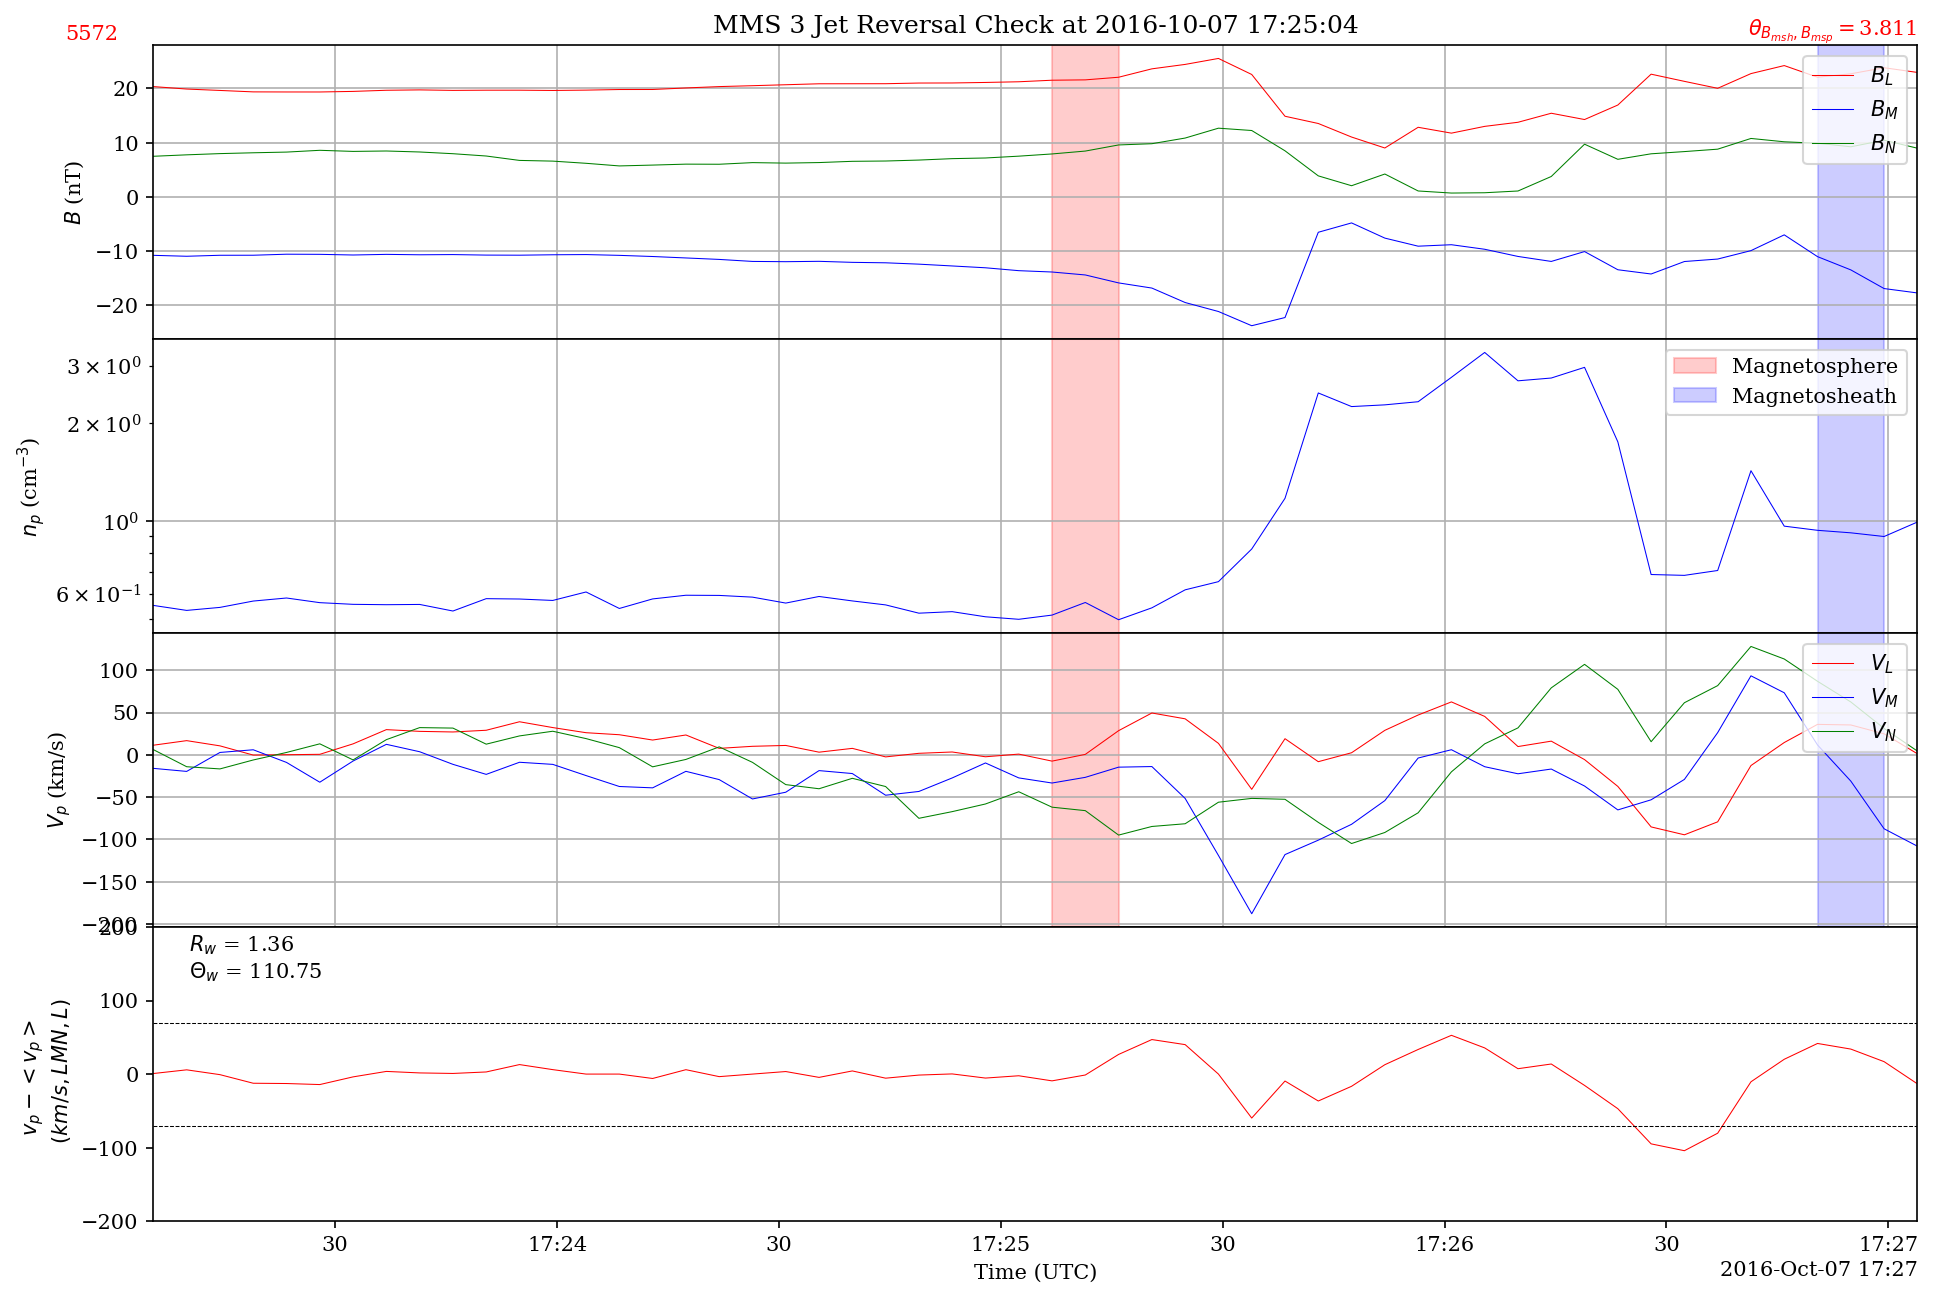 5572
MMS 3 Jet Reversal Check at 2016-10-07 17:25:04
θ_{B_{msh}, B_{msp}} = 3.811
B (nT)
20
10
0
−10
−20
B_L
B_M
B_N
n_p (cm^{−3})
3 × 10^0
2 × 10^0
10^0
6 × 10^{−1}
Magnetosphere
Magnetosheath
V_p (km/s)
100
50
0
−50
−100
−150
−200
V_L
V_M
V_N
v_p − < v_p >
(km/s, LMN, L)
200
100
0
−100
−200
R_w = 1.36
Θ_w = 110.75
30 17:24 30 17:25 30 17:26 30 17:27
Time (UTC)
2016-Oct-07 17:27